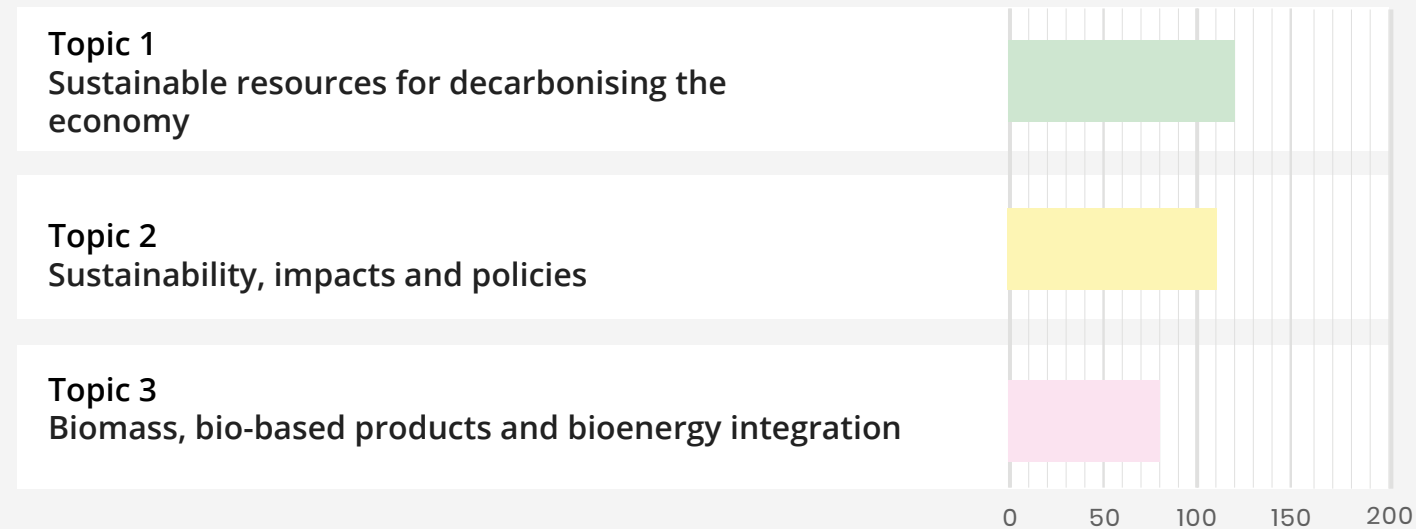 Topic 1
Sustainable resources for decarbonising the
economy
Topic 2
Sustainability, impacts and policies
Topic 3
Biomass, bio-based products and bioenergy integration
0 50 100 150 200